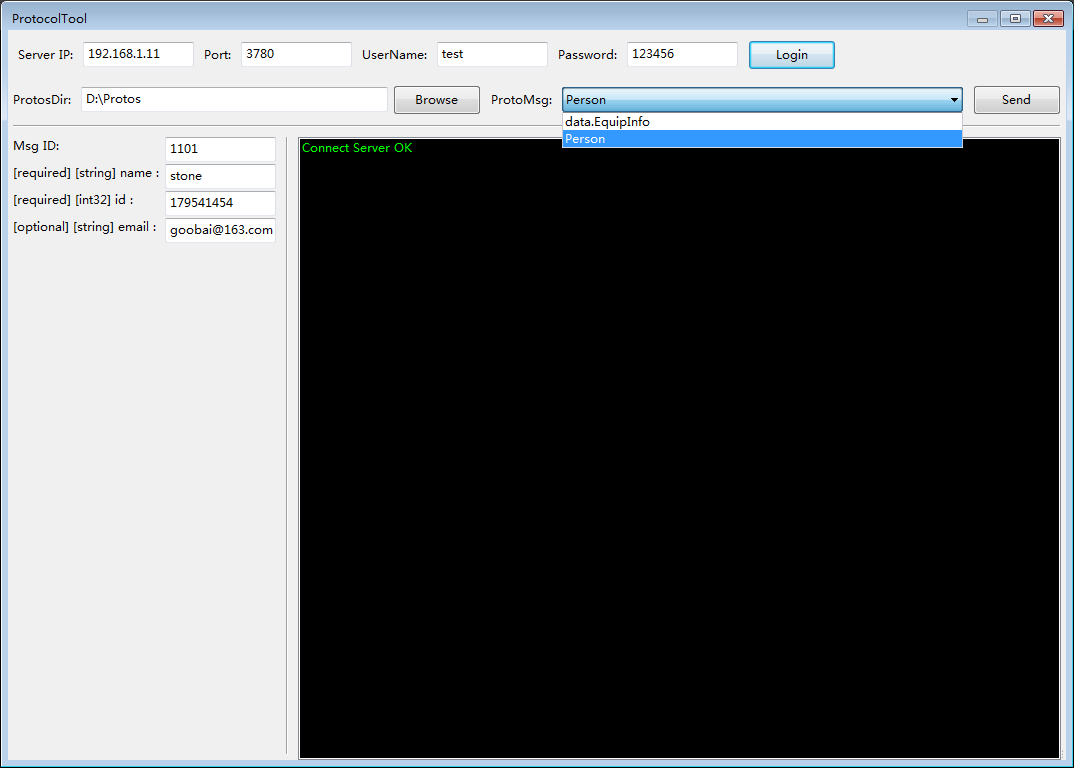 ProtocolTool
Server IP: 192.168.1.11 Port: 3780 UserName: test Password: 123456 Login
ProtosDir: D:\Protos Browse ProtoMsg: Person Send
data.EquipInfo
Person
Msg ID: 1101
[required] [string] name : stone
[required] [int32] id : 179541454
[optional] [string] email : goobai@163.com
Connect Server OK